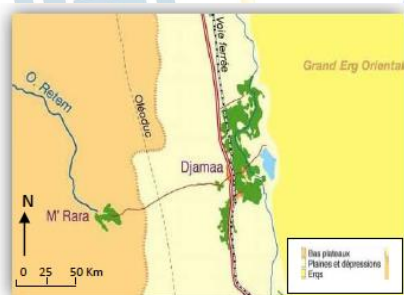 Voie ferrée
Grand Erg Oriental
O. Retem
Oléoduc
Djamaa
N
M' Rara
0 25 50 Km
Bas plateaux
Plaines et dépressions
Ergs